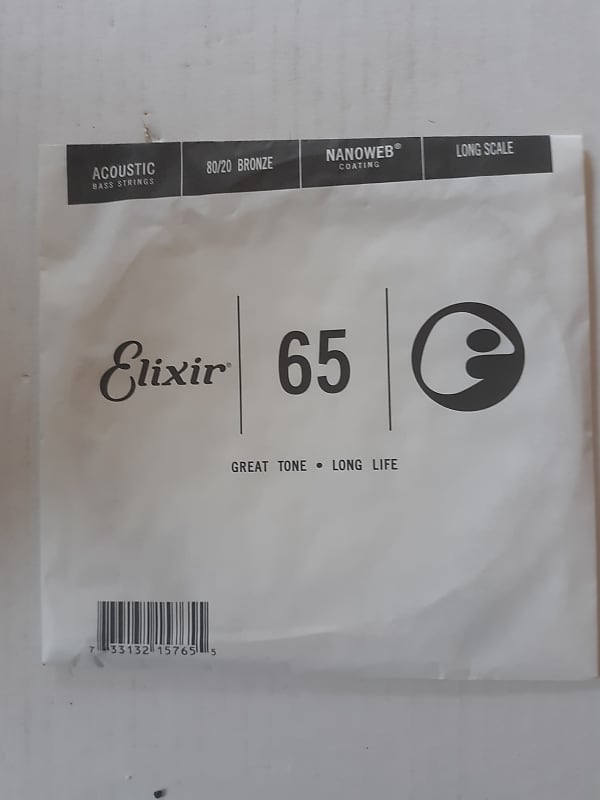 ACOUSTIC
BASS STRINGS
80/20 BRONZE
NANOWEB®
COATING
LONG SCALE
Elixir®
65
GREAT TONE • LONG LIFE
7 33132 15765 5